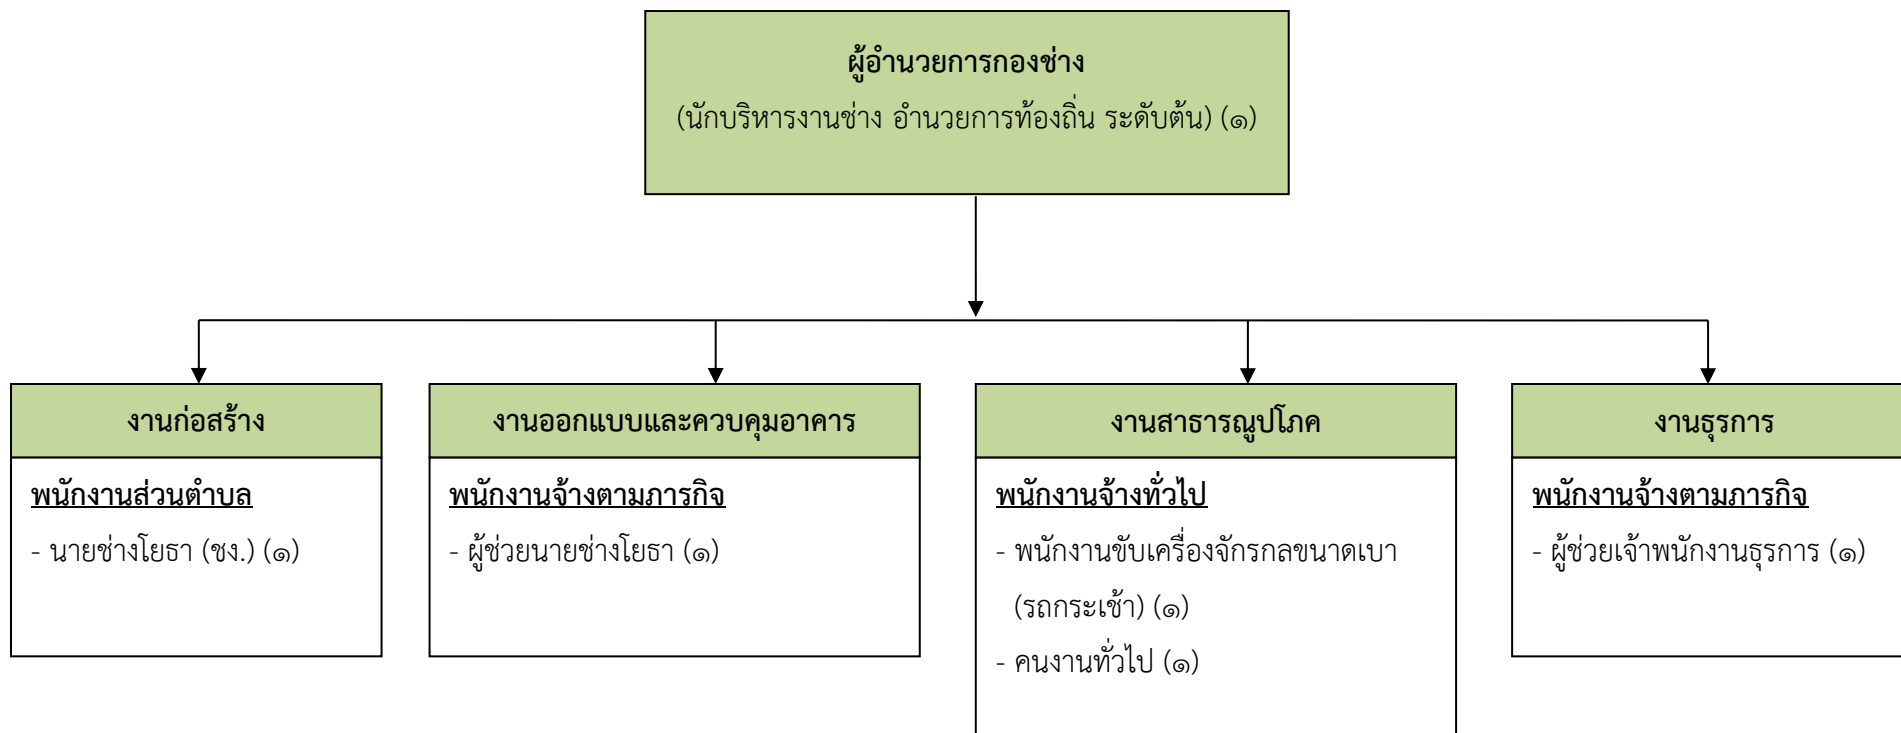 ผู้อำนวยการกองช่าง
(นักบริหารงานช่าง อำนวยการท้องถิ่น ระดับต้น) (๑)
งานก่อสร้าง
พนักงานส่วนตำบล
- นายช่างโยธา (ชง.) (๑)
งานออกแบบและควบคุมอาคาร
พนักงานจ้างตามภารกิจ
- ผู้ช่วยนายช่างโยธา (๑)
งานสาธารณูปโภค
พนักงานจ้างทั่วไป
- พนักงานขับเครื่องจักรกลขนาดเบา
(รถกระเช้า) (๑)
- คนงานทั่วไป (๑)
งานธุรการ
พนักงานจ้างตามภารกิจ
- ผู้ช่วยเจ้าพนักงานธุรการ (๑)